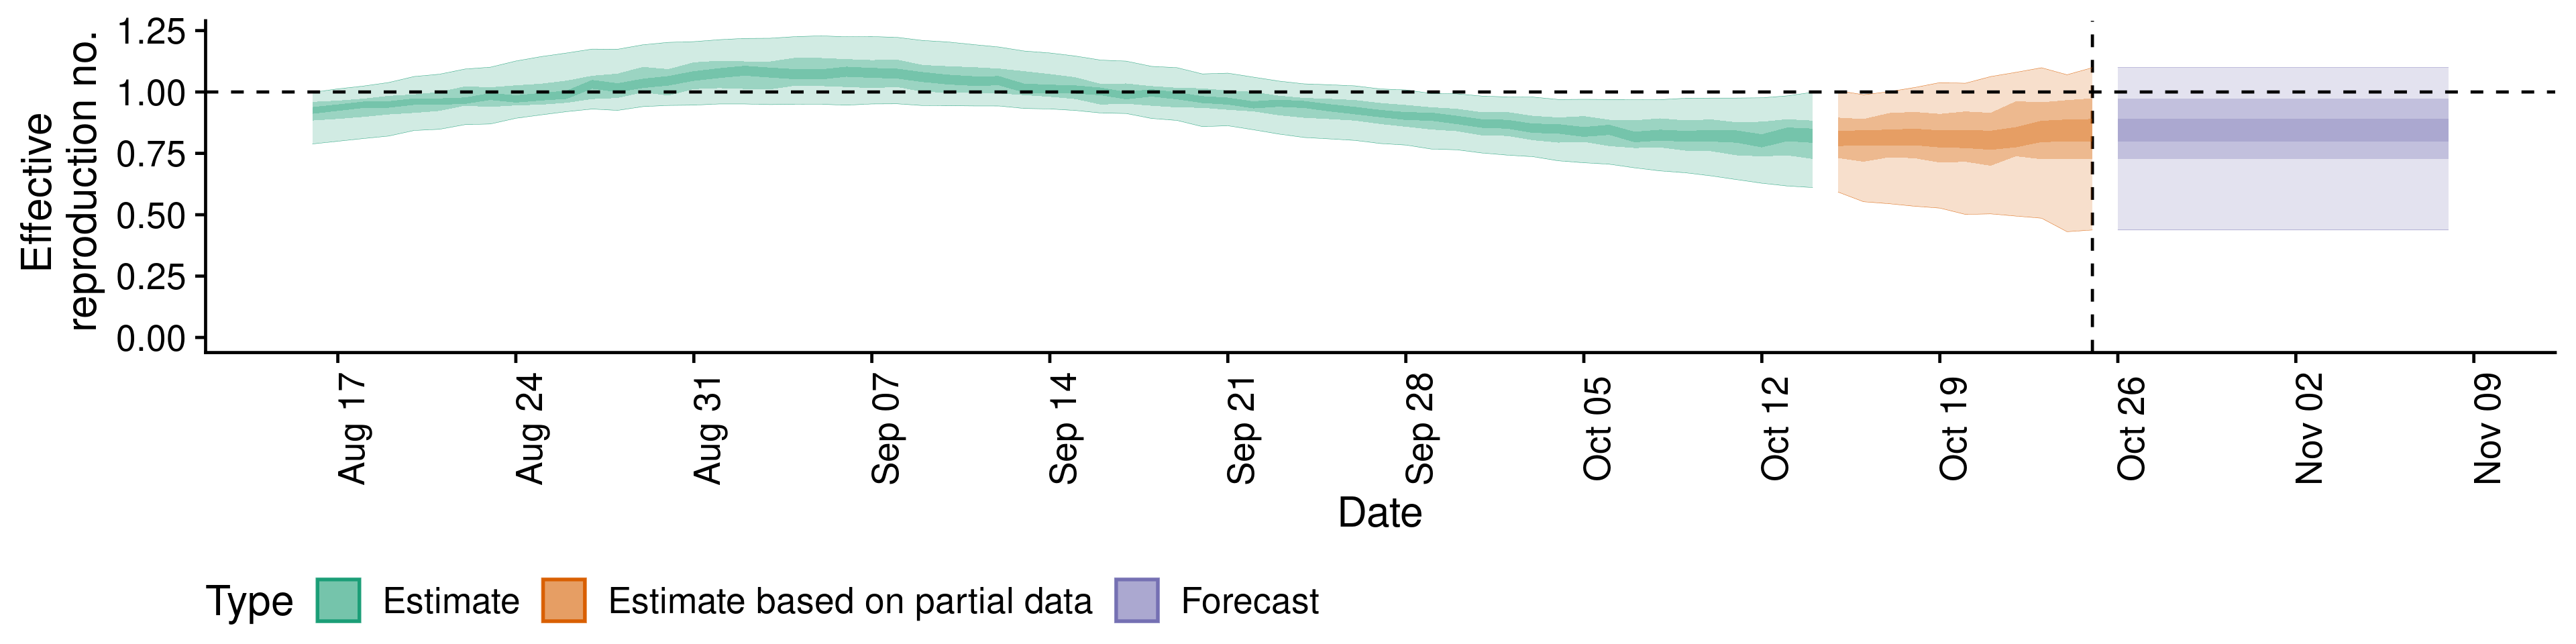 Effective
reproduction no.
1.25
1.00
0.75
0.50
0.25
0.00
Aug 17
Aug 24
Aug 31
Sep 07
Sep 14
Sep 21
Sep 28
Oct 05
Oct 12
Oct 19
Oct 26
Nov 02
Nov 09
Date
Type Estimate Estimate based on partial data Forecast